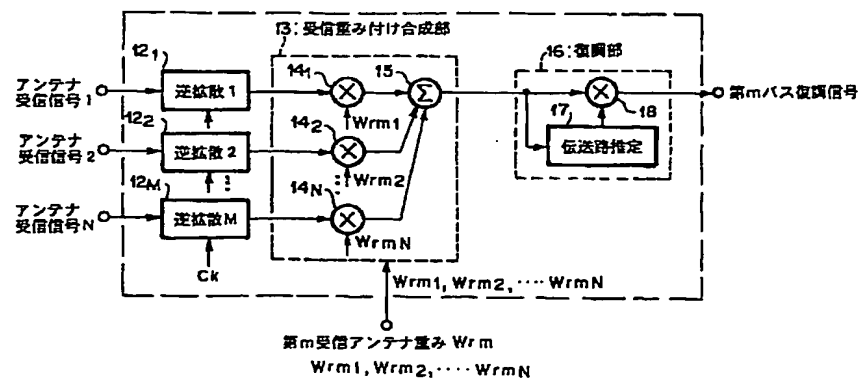 13:受信重み付け合成部
アンテナ
受信信号1
12₁
逆拡散1
14₁
15
Σ
Wrm1
16:復調部
17
18
伝送路推定
第mパス復調信号
アンテナ
受信信号2
12₂
逆拡散2
14₂
Wrm2
アンテナ
受信信号N
12M
逆拡散M
14N
WrmN
Ck
Wrm1, Wrm2, ···· WrmN
第m受信アンテナ重み Wrm
Wrm1, Wrm2, ···· WrmN